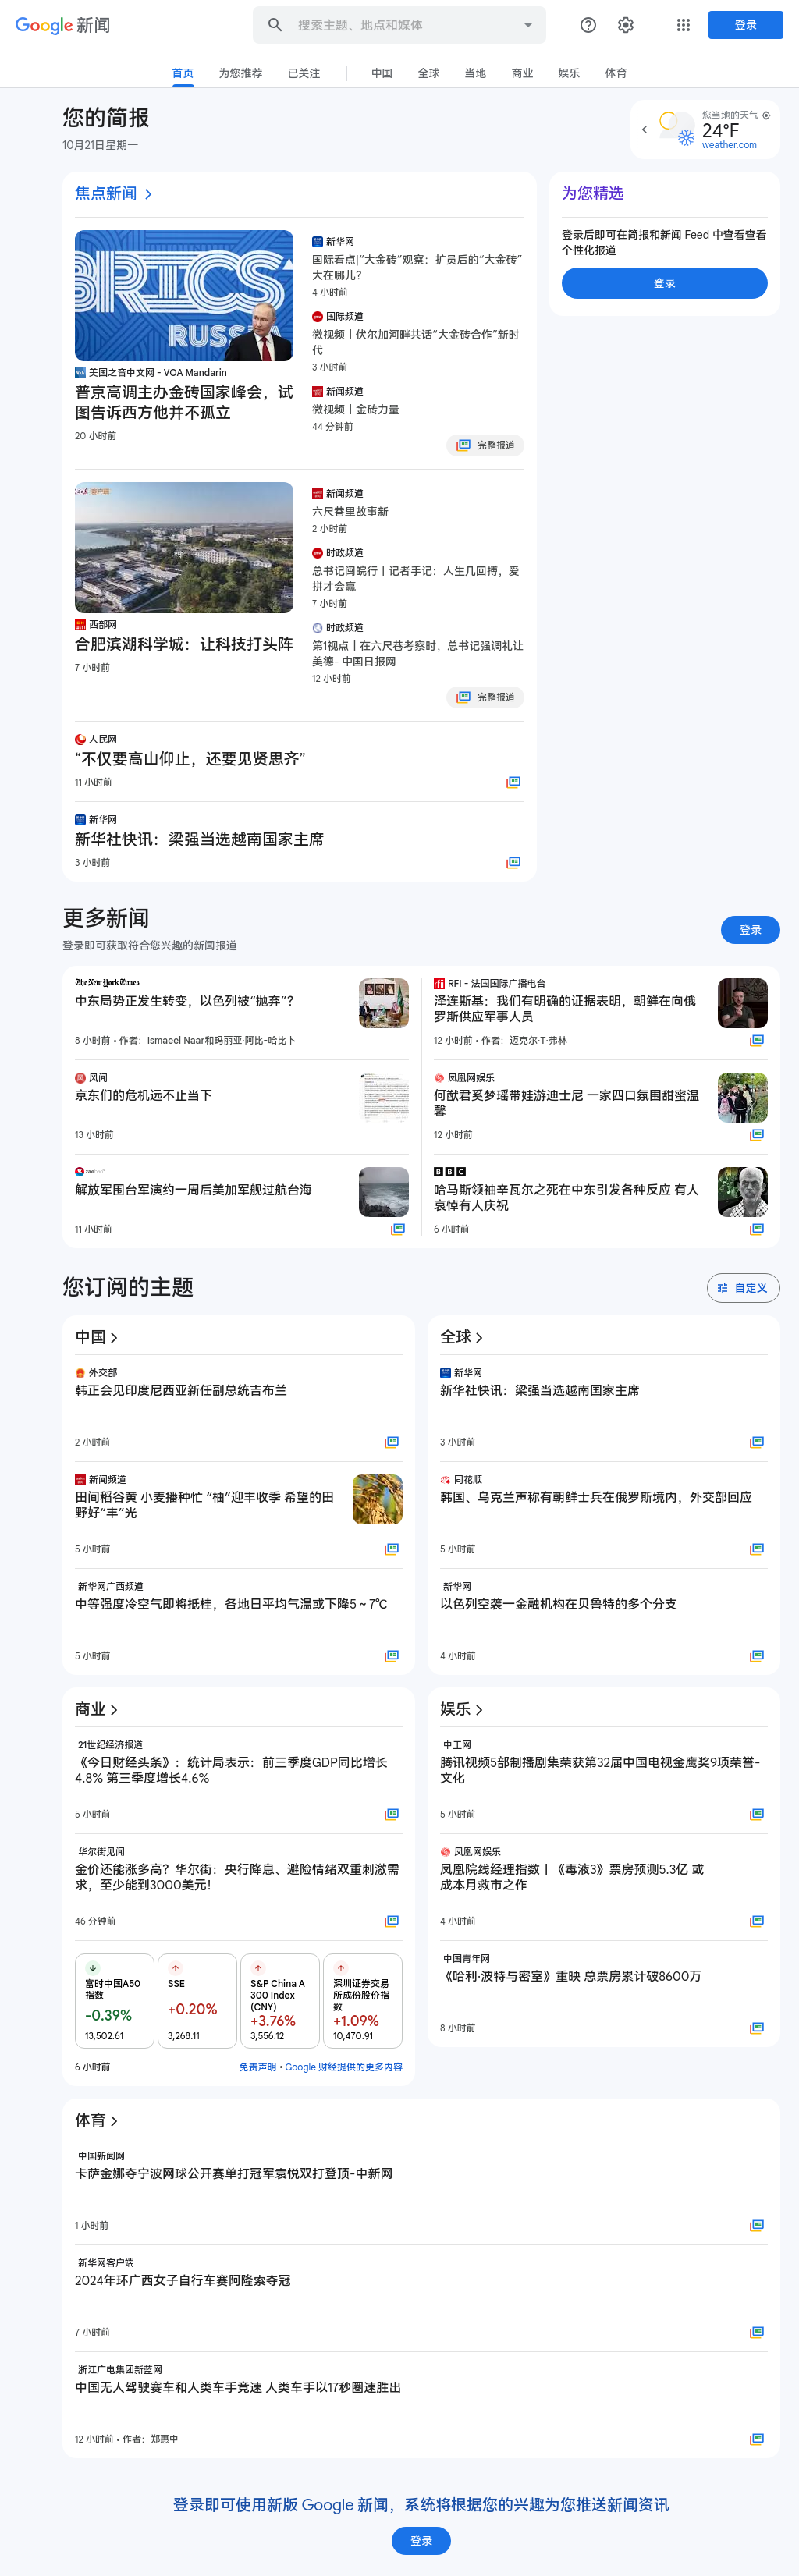 Google 新闻
搜索主题、地点和媒体
登录
首页
为您推荐
已关注
中国
全球
当地
商业
娱乐
体育
您的简报
10月21日星期一
您当地的天气
24°F
weather.com
焦点新闻
BRICS
RUSSIA
美国之音中文网 - VOA Mandarin
普京高调主办金砖国家峰会，试
图告诉西方他并不孤立
20 小时前
新华网
国际看点|“大金砖”观察：扩员后的“大金砖”
大在哪儿？
4 小时前
国际频道
微视频丨伏尔加河畔共话“大金砖合作”新时
代
3 小时前
新闻频道
微视频丨金砖力量
44 分钟前
完整报道
西部网
合肥滨湖科学城：让科技打头阵
7 小时前
新闻频道
六尺巷里故事新
2 小时前
时政频道
总书记闽皖行丨记者手记：人生几回搏，爱
拼才会赢
7 小时前
时政频道
第1视点丨在六尺巷考察时，总书记强调礼让
美德- 中国日报网
12 小时前
完整报道
人民网
“不仅要高山仰止，还要见贤思齐”
11 小时前
新华网
新华社快讯：梁强当选越南国家主席
3 小时前
为您精选
登录后即可在简报和新闻 Feed 中查看查看
个性化报道
登录
更多新闻
登录即可获取符合您兴趣的新闻报道
登录
The New York Times
中东局势正发生转变，以色列被“抛弃”？
8 小时前 • 作者：Ismaeel Naar和玛丽亚·阿比-哈比卜
风闻
京东们的危机远不止当下
13 小时前
zaobao
解放军围台军演约一周后美加军舰过航台海
11 小时前
RFI - 法国国际广播电台
泽连斯基：我们有明确的证据表明，朝鲜在向俄
罗斯供应军事人员
12 小时前 • 作者：迈克尔·T·弗林
凤凰网娱乐
何猷君奚梦瑶带娃游迪士尼 一家四口氛围甜蜜温
馨
12 小时前
BBC
哈马斯领袖辛瓦尔之死在中东引发各种反应 有人
哀悼有人庆祝
6 小时前
您订阅的主题
自定义
中国
外交部
韩正会见印度尼西亚新任副总统吉布兰
2 小时前
新闻频道
田间稻谷黄 小麦播种忙 “柚”迎丰收季 希望的田
野好“丰”光
5 小时前
新华网广西频道
中等强度冷空气即将抵桂，各地日平均气温或下降5～7℃
5 小时前
全球
新华网
新华社快讯：梁强当选越南国家主席
3 小时前
同花顺
韩国、乌克兰声称有朝鲜士兵在俄罗斯境内，外交部回应
5 小时前
新华网
以色列空袭一金融机构在贝鲁特的多个分支
4 小时前
商业
21世纪经济报道
《今日财经头条》：统计局表示：前三季度GDP同比增长
4.8% 第三季度增长4.6%
5 小时前
华尔街见闻
金价还能涨多高？华尔街：央行降息、避险情绪双重刺激需
求，至少能到3000美元！
46 分钟前
富时中国A50
指数
-0.39%
13,502.61
SSE
+0.20%
3,268.11
S&P China A
300 Index
(CNY)
+3.76%
3,556.12
深圳证券交易
所成份股价指
数
+1.09%
10,470.91
6 小时前
免责声明 • Google 财经提供的更多内容
娱乐
中工网
腾讯视频5部制播剧集荣获第32届中国电视金鹰奖9项荣誉-
文化
5 小时前
凤凰网娱乐
凤凰院线经理指数丨《毒液3》票房预测5.3亿 或
成本月救市之作
4 小时前
中国青年网
《哈利·波特与密室》重映 总票房累计破8600万
8 小时前
体育
中国新闻网
卡萨金娜夺宁波网球公开赛单打冠军袁悦双打登顶-中新网
1 小时前
新华网客户端
2024年环广西女子自行车赛阿隆索夺冠
7 小时前
浙江广电集团新蓝网
中国无人驾驶赛车和人类车手竞速 人类车手以17秒圈速胜出
12 小时前 • 作者：郑惠中
登录即可使用新版 Google 新闻，系统将根据您的兴趣为您推送新闻资讯
登录